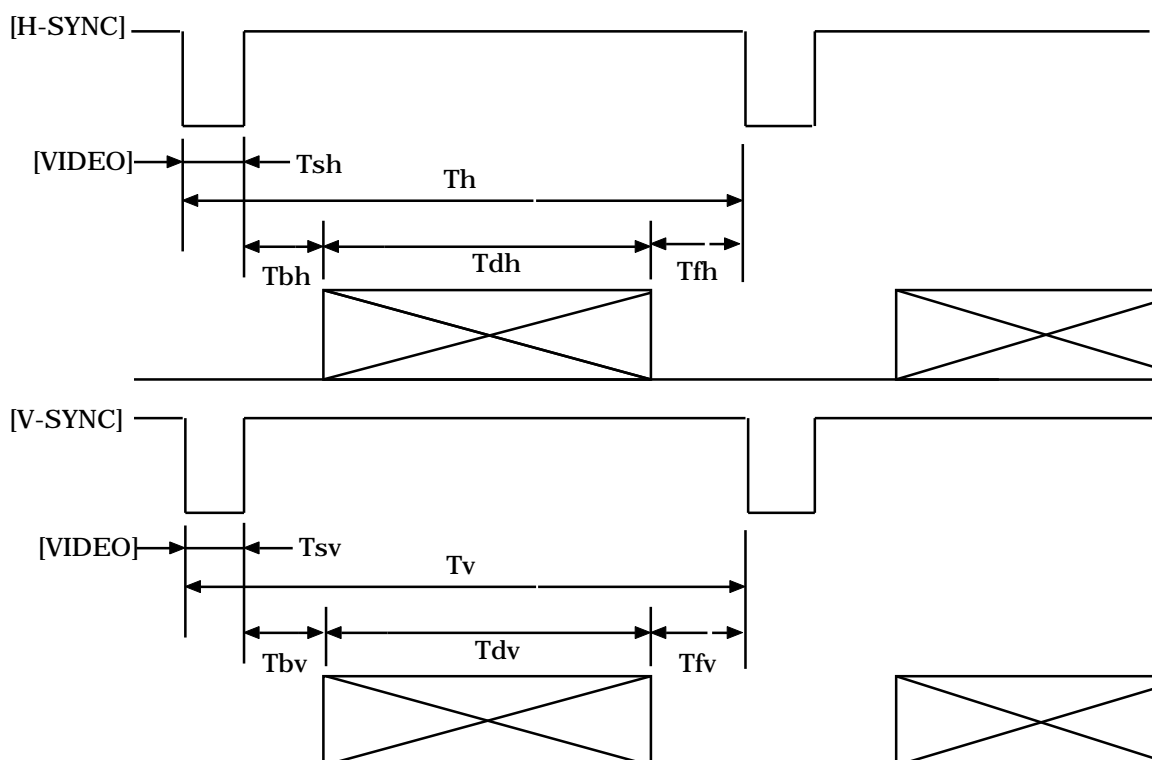 [H-SYNC]
[VIDEO]
Tsh
Th
Tbh
Tdh
Tfh
[V-SYNC]
[VIDEO]
Tsv
Tv
Tbv
Tdv
Tfv